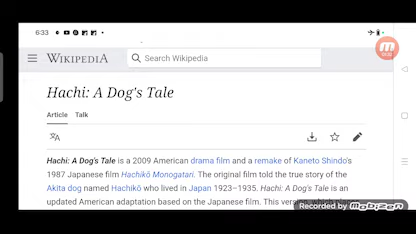 6:33
WIKIPEDIA
Search Wikipedia
Hachi: A Dog's Tale
Article Talk
Hachi: A Dog's Tale is a 2009 American drama film and a remake of Kaneto Shindo's
1987 Japanese film Hachikō Monogatari. The original film told the true story of the
Akita dog named Hachikō who lived in Japan 1923–1935. Hachi: A Dog's Tale is an
updated American adaptation based on the Japanese film. This version, which
Recorded by Mobizen